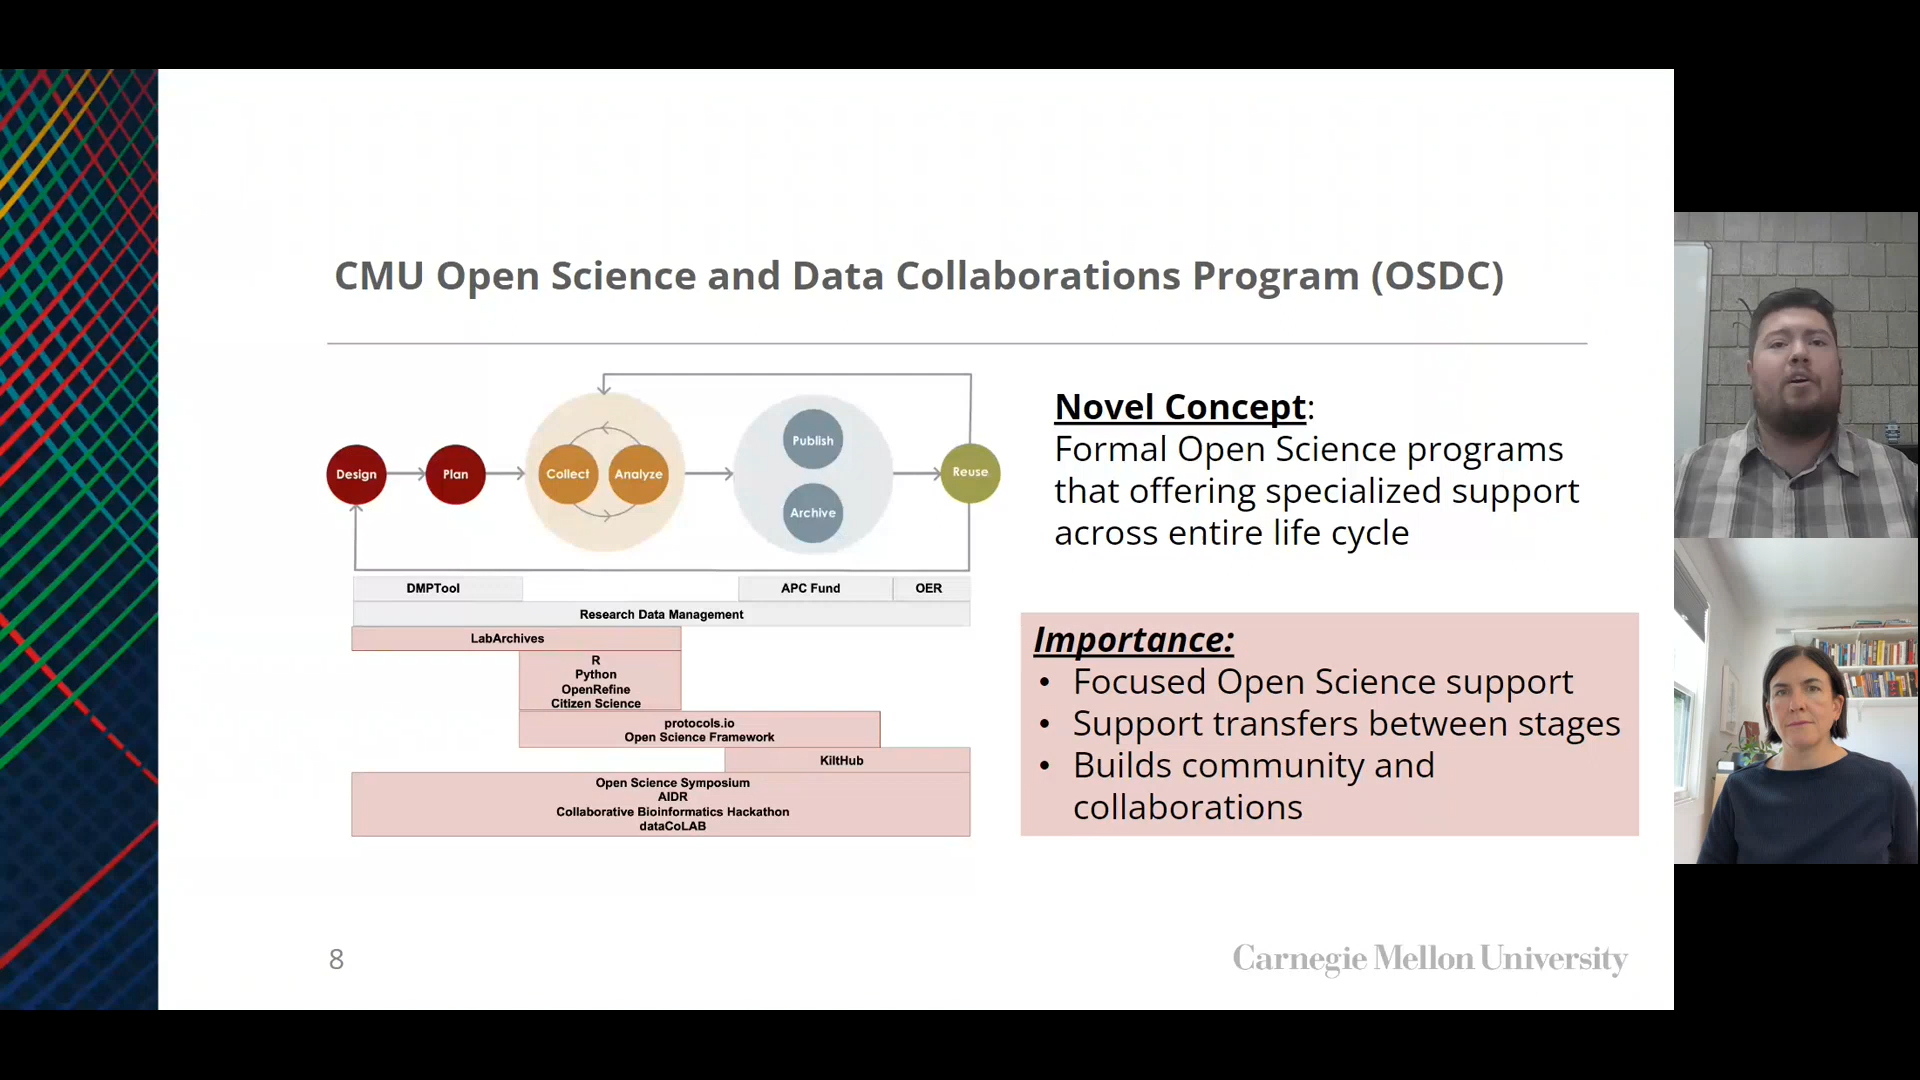 CMU Open Science and Data Collaborations Program (OSDC)
Design
Plan
Collect
Analyze
Publish
Archive
Reuse
DMPTool
APC Fund
OER
Research Data Management
LabArchives
R
Python
OpenRefine
Citizen Science
protocols.io
Open Science Framework
KiltHub
Open Science Symposium
AIDR
Collaborative Bioinformatics Hackathon
dataCoLAB
Novel Concept:
Formal Open Science programs
that offering specialized support
across entire life cycle
Importance:
• Focused Open Science support
• Support transfers between stages
• Builds community and
collaborations
8
Carnegie Mellon University